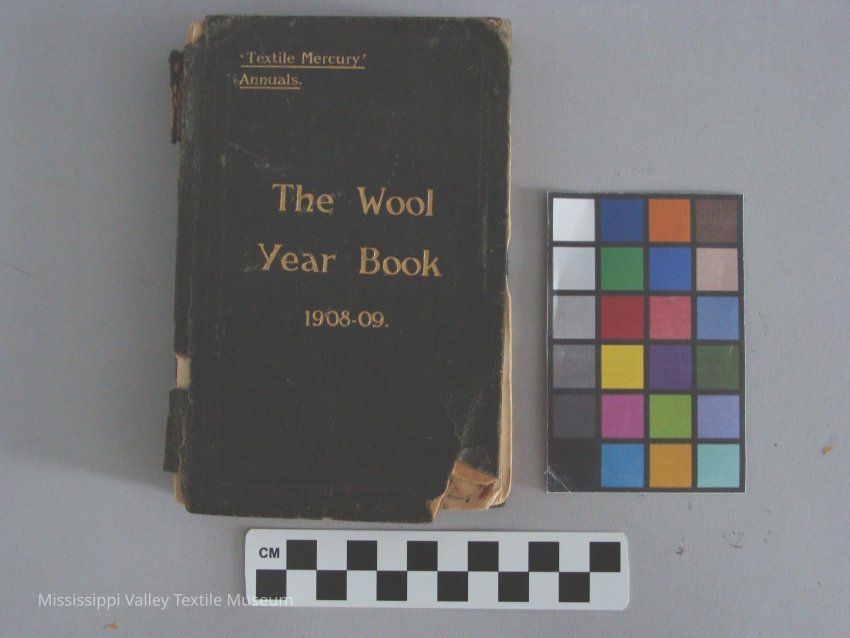 'Textile Mercury'
Annuals.
The Wool
Year Book
1908-09.
CM
Mississippi Valley Textile Museum